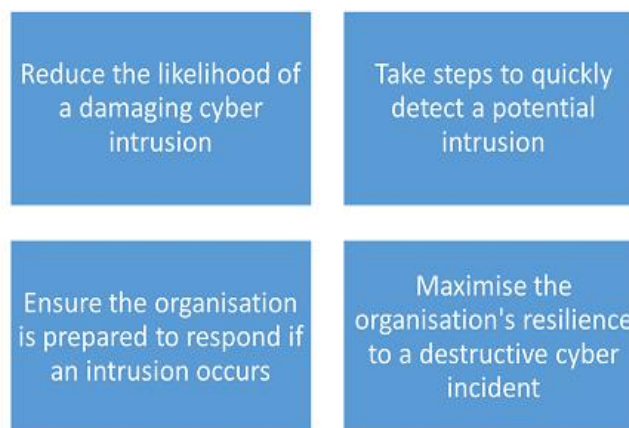 Reduce the likelihood of
a damaging cyber
intrusion
Take steps to quickly
detect a potential
intrusion
Ensure the organisation
is prepared to respond if
an intrusion occurs
Maximise the
organisation's resilience
to a destructive cyber
incident